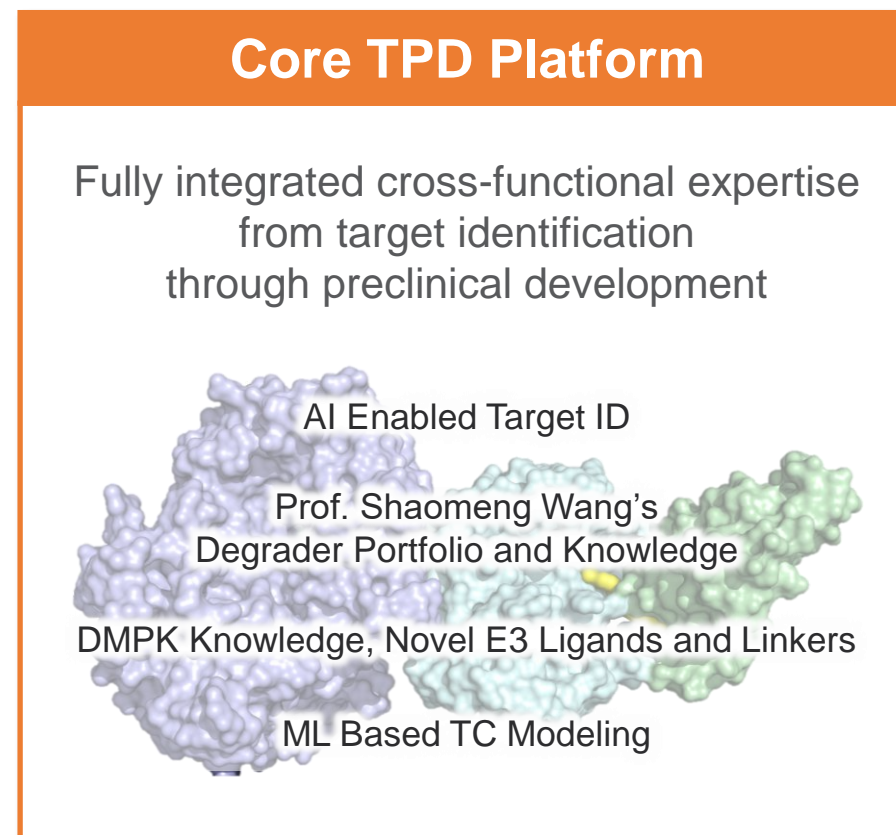 Core TPD Platform
Fully integrated cross-functional expertise
from target identification
through preclinical development
AI Enabled Target ID
Prof. Shaomeng Wang’s
Degrader Portfolio and Knowledge
DMPK Knowledge, Novel E3 Ligands and Linkers
ML Based TC Modeling